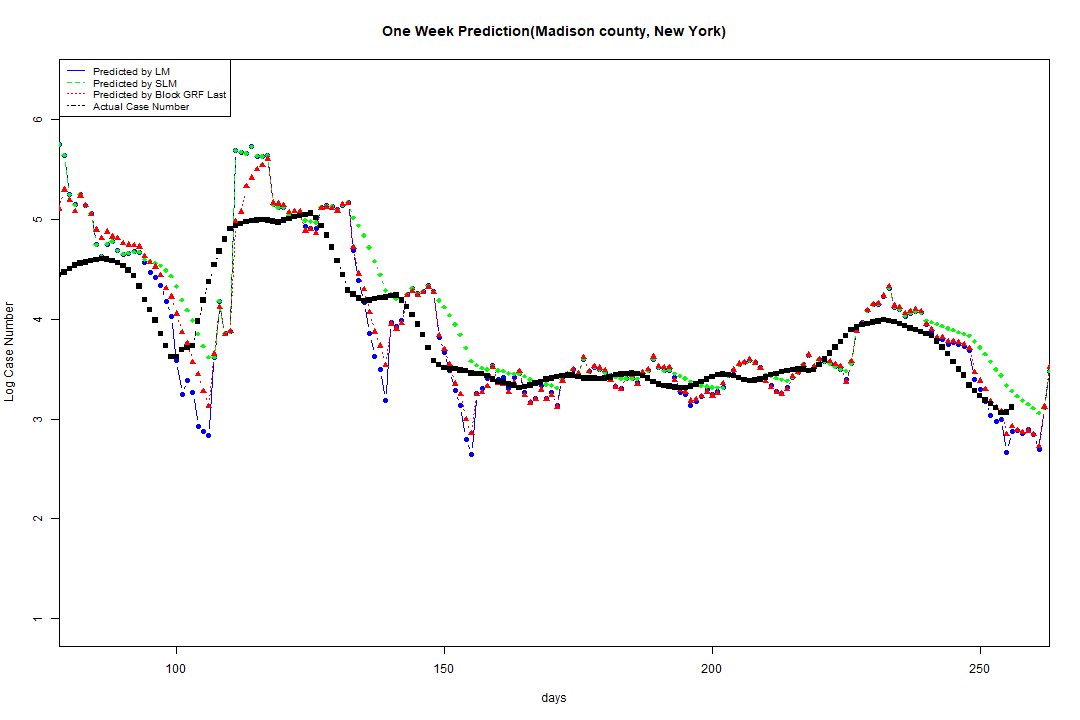 One Week Prediction(Madison county, New York)
Predicted by LM
Predicted by SLM
Predicted by Block GRF Last
Actual Case Number
6
5
4
3
2
1
Log Case Number
100 150 200 250
days